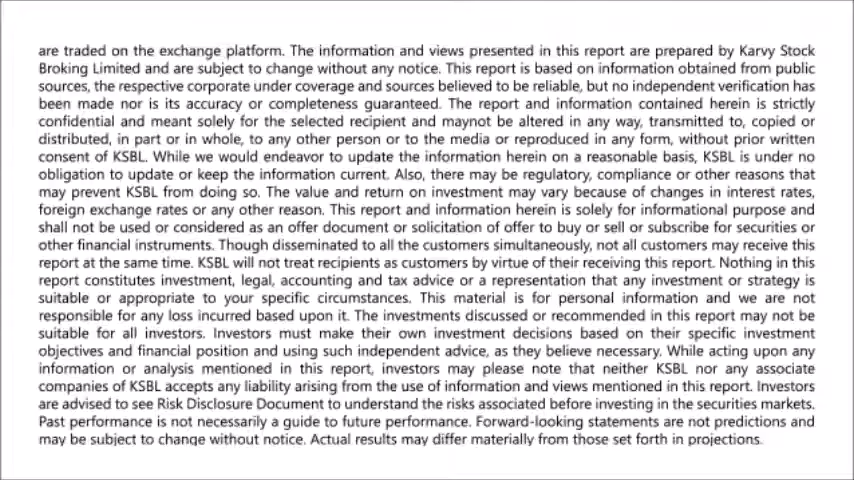 are traded on the exchange platform. The information and views presented in this report are prepared by Karvy Stock
Broking Limited and are subject to change without any notice. This report is based on information obtained from public
sources, the respective corporate under coverage and sources believed to be reliable, but no independent verification has
been made nor is its accuracy or completeness guaranteed. The report and information contained herein is strictly
confidential and meant solely for the selected recipient and maynot be altered in any way, transmitted to, copied or
distributed, in part or in whole, to any other person or to the media or reproduced in any form, without prior written
consent of KSBL. While we would endeavor to update the information herein on a reasonable basis, KSBL is under no
obligation to update or keep the information current. Also, there may be regulatory, compliance or other reasons that
may prevent KSBL from doing so. The value and return on investment may vary because of changes in interest rates,
foreign exchange rates or any other reason. This report and information herein is solely for informational purpose and
shall not be used or considered as an offer document or solicitation of offer to buy or sell or subscribe for securities or
other financial instruments. Though disseminated to all the customers simultaneously, not all customers may receive this
report at the same time. KSBL will not treat recipients as customers by virtue of their receiving this report. Nothing in this
report constitutes investment, legal, accounting and tax advice or a representation that any investment or strategy is
suitable or appropriate to your specific circumstances. This material is for personal information and we are not
responsible for any loss incurred based upon it. The investments discussed or recommended in this report may not be
suitable for all investors. Investors must make their own investment decisions based on their specific investment
objectives and financial position and using such independent advice, as they believe necessary. While acting upon any
information or analysis mentioned in this report, investors may please note that neither KSBL nor any associate
companies of KSBL accepts any liability arising from the use of information and views mentioned in this report. Investors
are advised to see Risk Disclosure Document to understand the risks associated before investing in the securities markets.
Past performance is not necessarily a guide to future performance. Forward-looking statements are not predictions and
may be subject to change without notice. Actual results may differ materially from those set forth in projections.